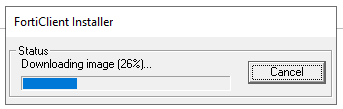 FortiClient Installer
Status
Downloading image (26%)...
Cancel